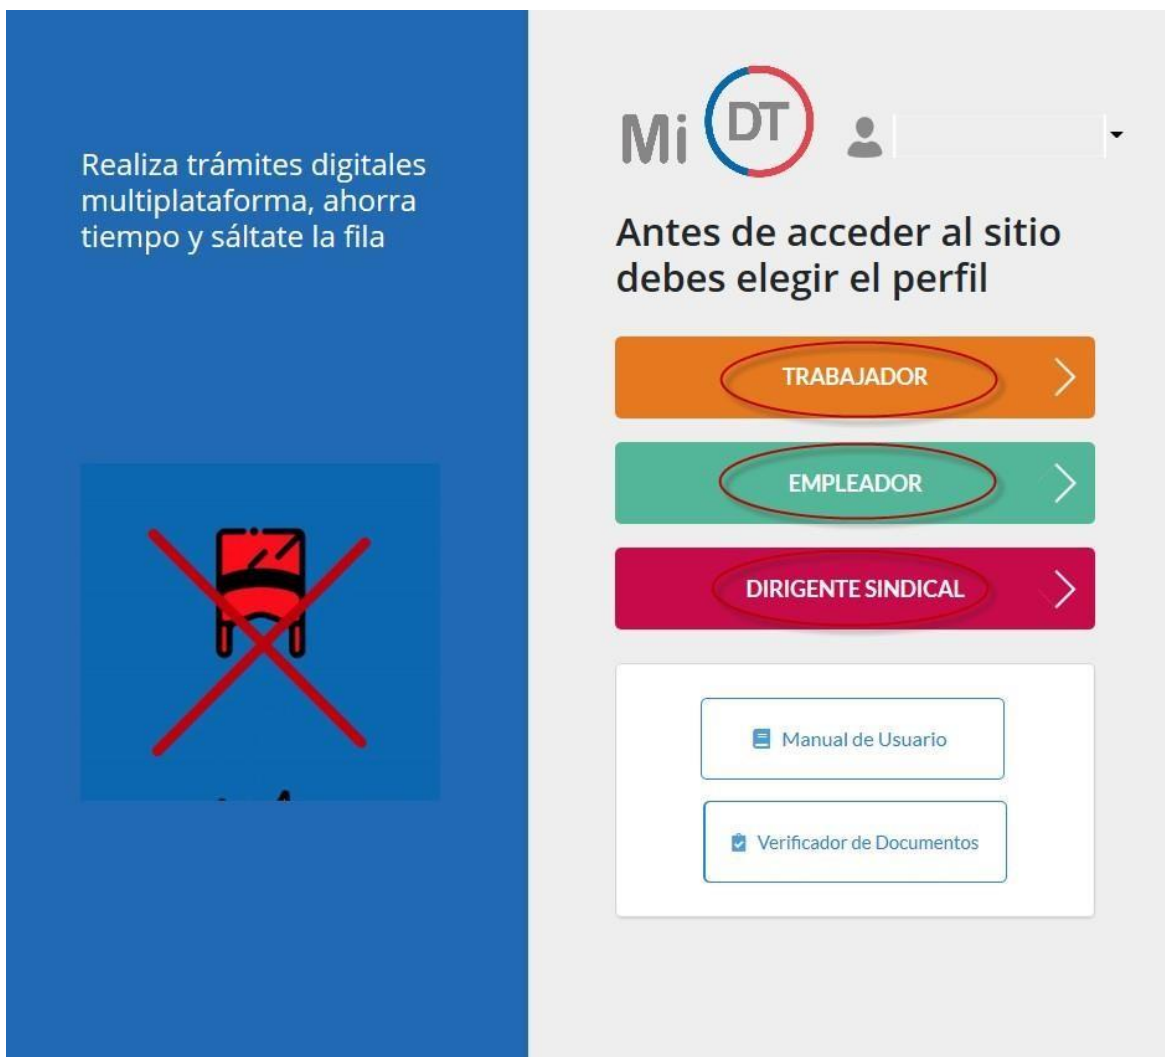 Realiza trámites digitales
multiplataforma, ahorra
tiempo y sáltate la fila
Mi DT
Antes de acceder al sitio
debes elegir el perfil
TRABAJADOR
EMPLEADOR
DIRIGENTE SINDICAL
Manual de Usuario
Verificador de Documentos